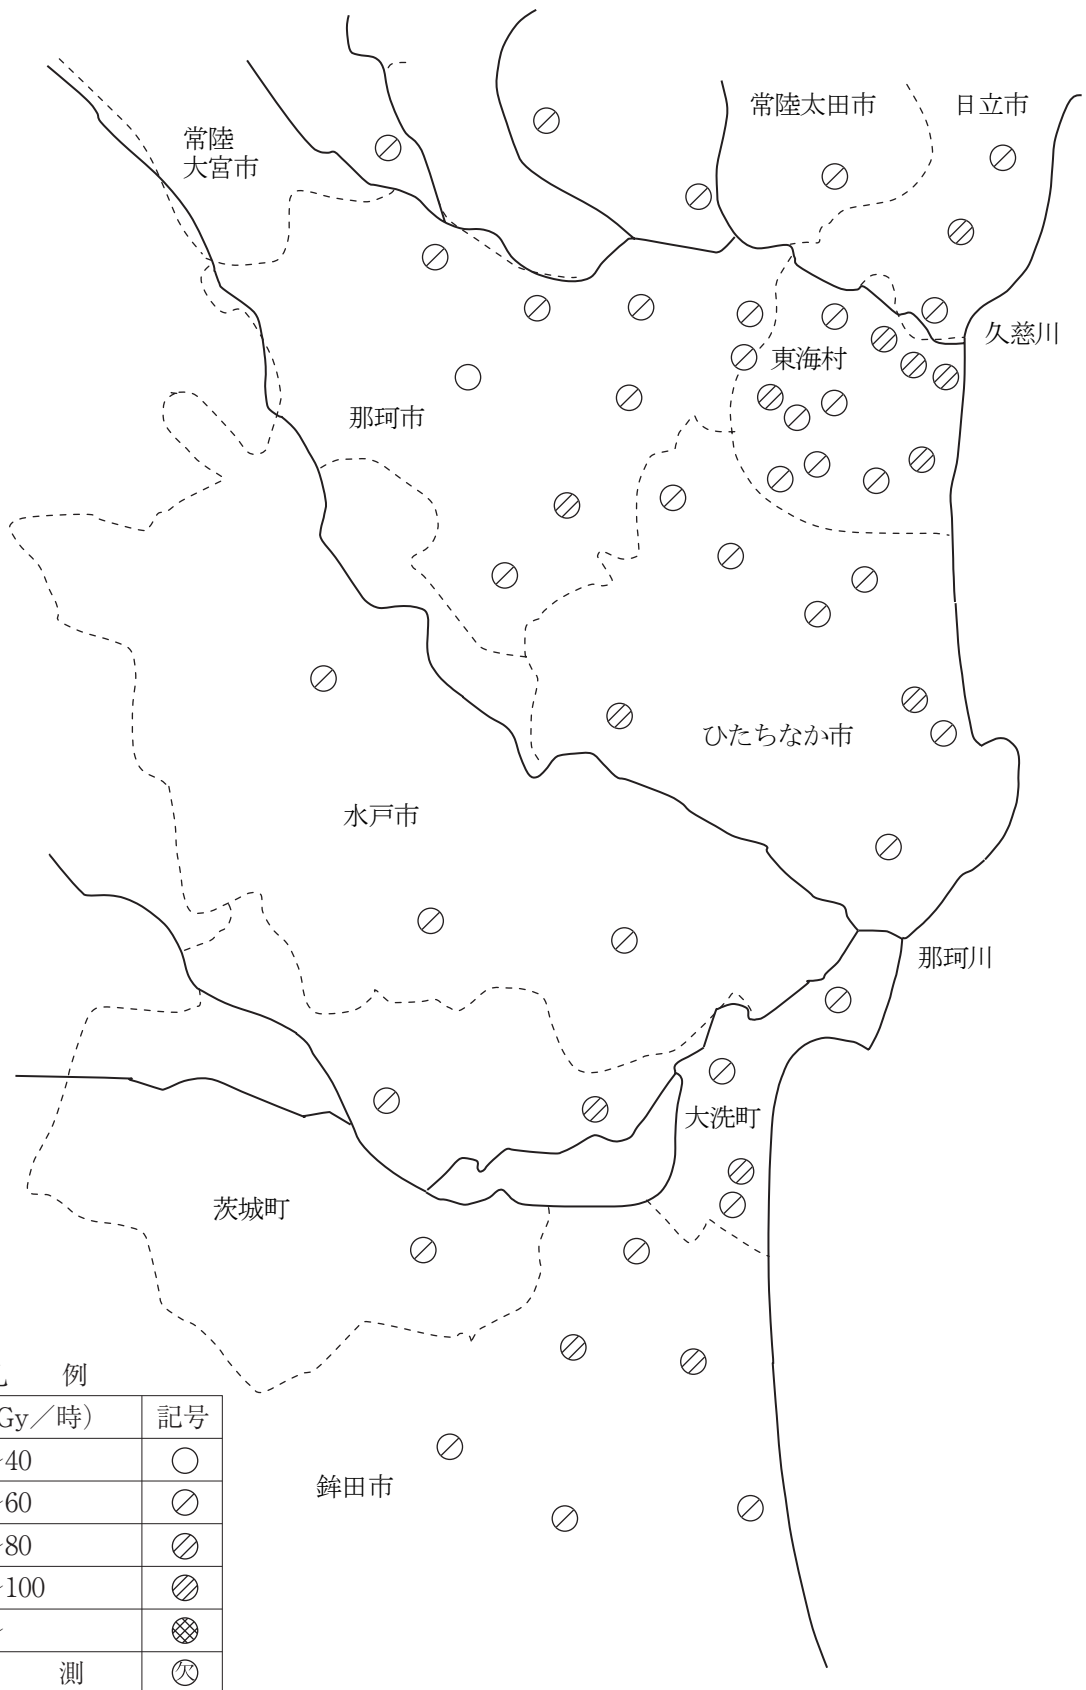 常陸太田市
日立市
常陸
大宮市
久慈川
東海村
那珂市
ひたちなか市
水戸市
那珂川
大洗町
茨城町
例
Gy／時）
記号
40
60
80
100
～
測
欠
鉾田市